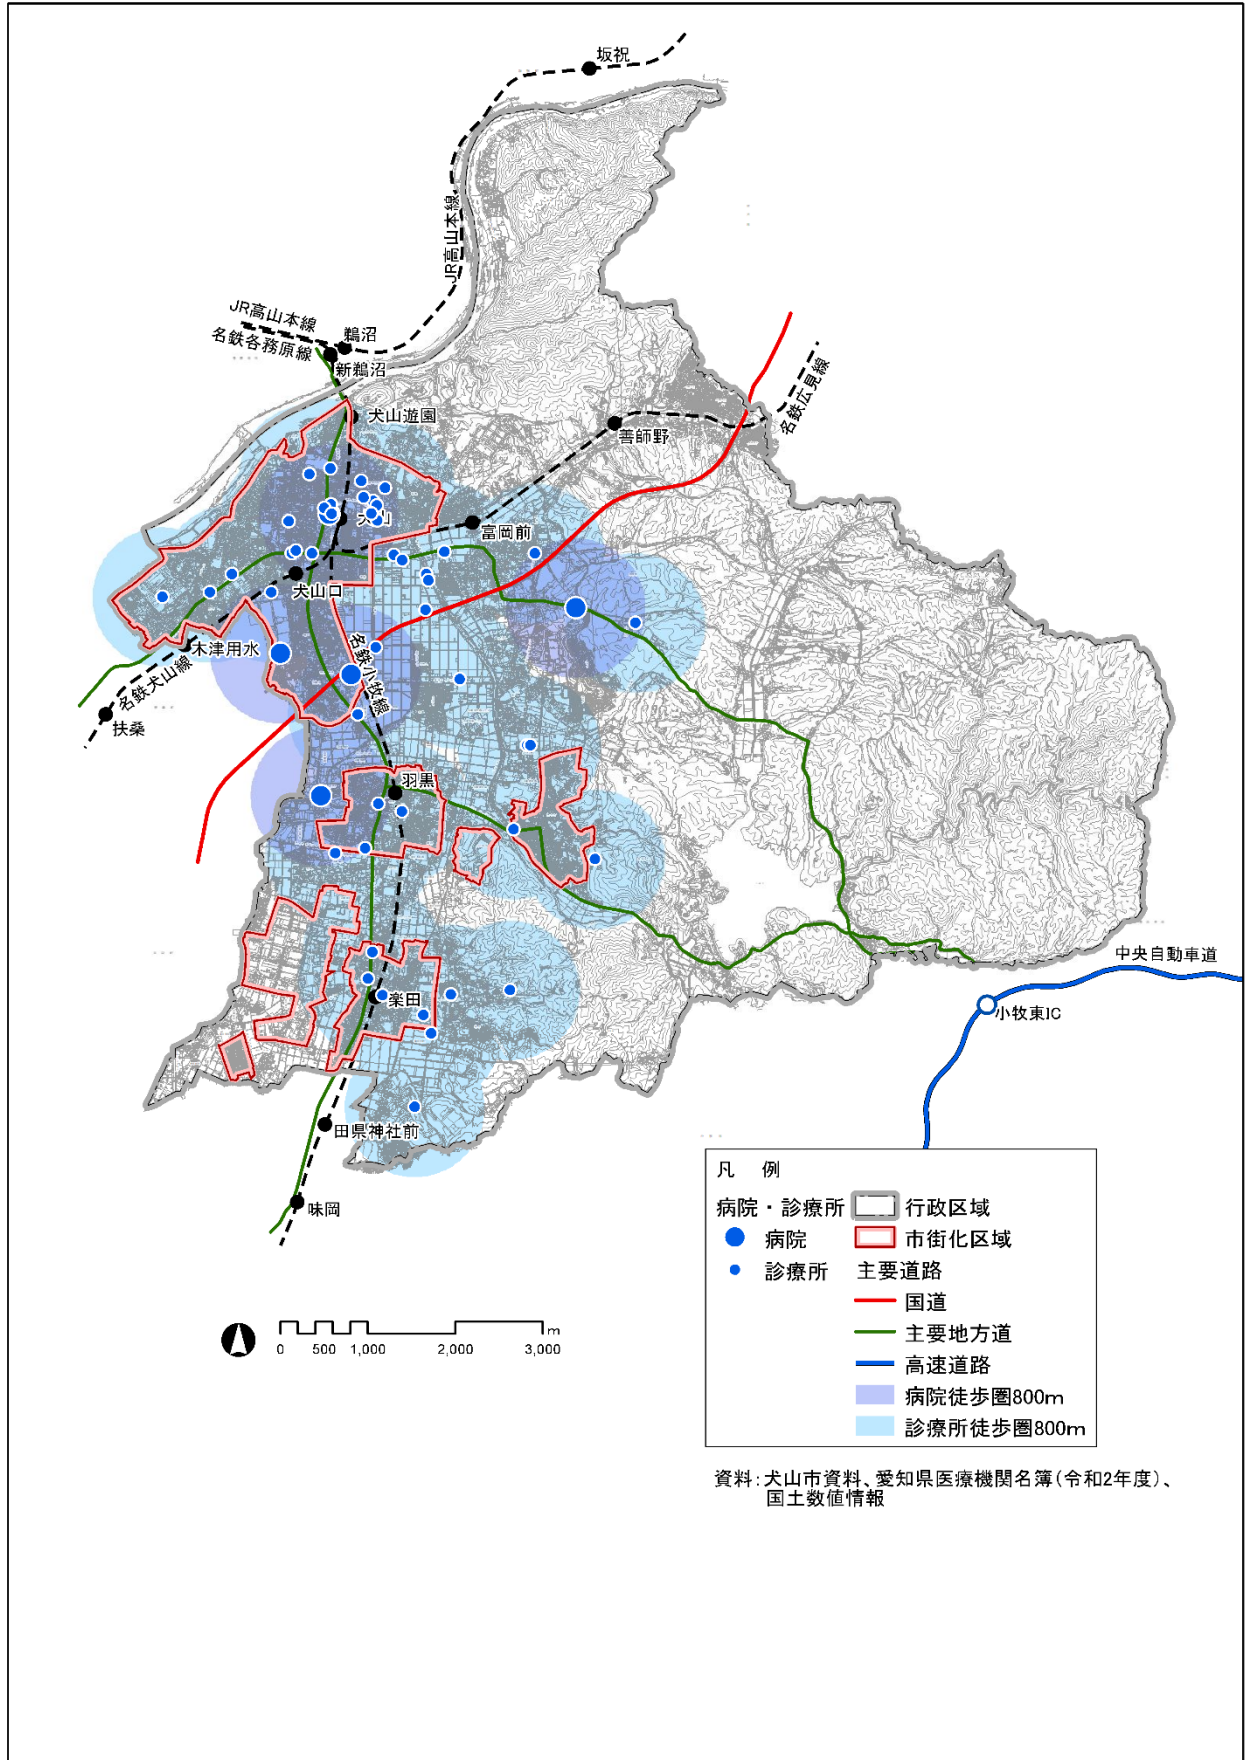 坂祝
JR高山本線
JR高山本線
名鉄各務原線
鵜沼
新鵜沼
犬山遊園
善師野
名鉄広見線
犬山
富岡前
犬山口
木津用水
名鉄犬山線
名鉄小牧線
扶桑
羽黒
中央自動車道
楽田
小牧東IC
田県神社前
味岡
凡 例
病院・診療所
病院
診療所
行政区域
市街化区域
主要道路
国道
主要地方道
高速道路
病院徒歩圏800m
診療所徒歩圏800m
0 500 1,000 2,000 3,000 m
資料:犬山市資料、愛知県医療機関名簿(令和2年度)、
国土数値情報